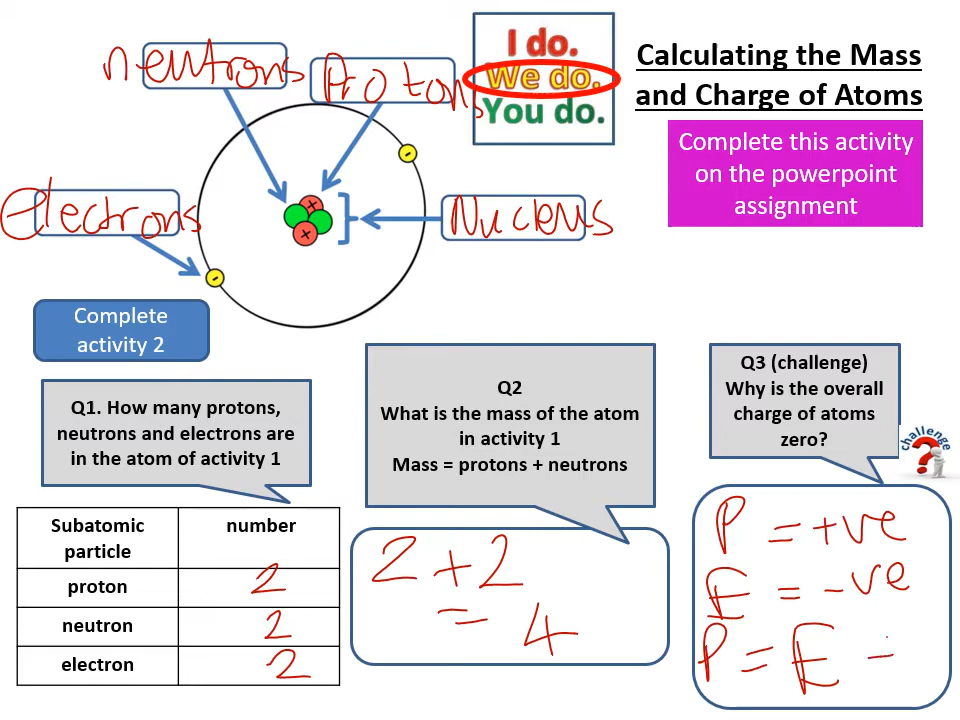 neutrons
Protons
I do.
We do.
You do.
Calculating the Mass
and Charge of Atoms
Complete this activity
on the powerpoint
assignment
electrons
Nucleus
+
+
-
-
Complete
activity 2
Q1. How many protons,
neutrons and electrons are
in the atom of activity 1
Q2
What is the mass of the atom
in activity 1
Mass = protons + neutrons
Q3 (challenge)
Why is the overall
charge of atoms
zero?
challenge
?
Subatomic particle number
proton 2
neutron 2
electron 2
2 + 2
= 4
P = +ve
E = -ve
P = E